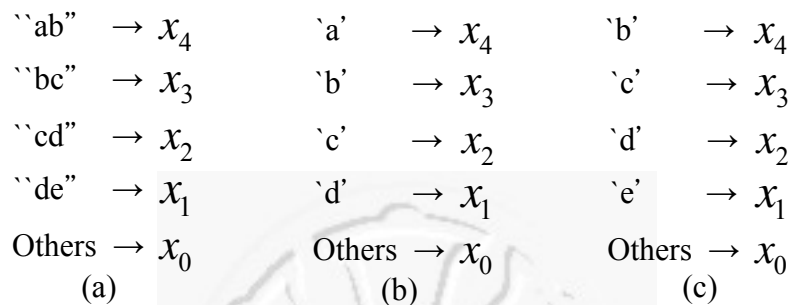 ``ab” → x₄ `a’ → x₄ `b’ → x₄
``bc” → x₃ `b’ → x₃ `c’ → x₃
``cd” → x₂ `c’ → x₂ `d’ → x₂
``de” → x₁ `d’ → x₁ `e’ → x₁
Others → x₀ Others → x₀ Others → x₀
(a) (b) (c)